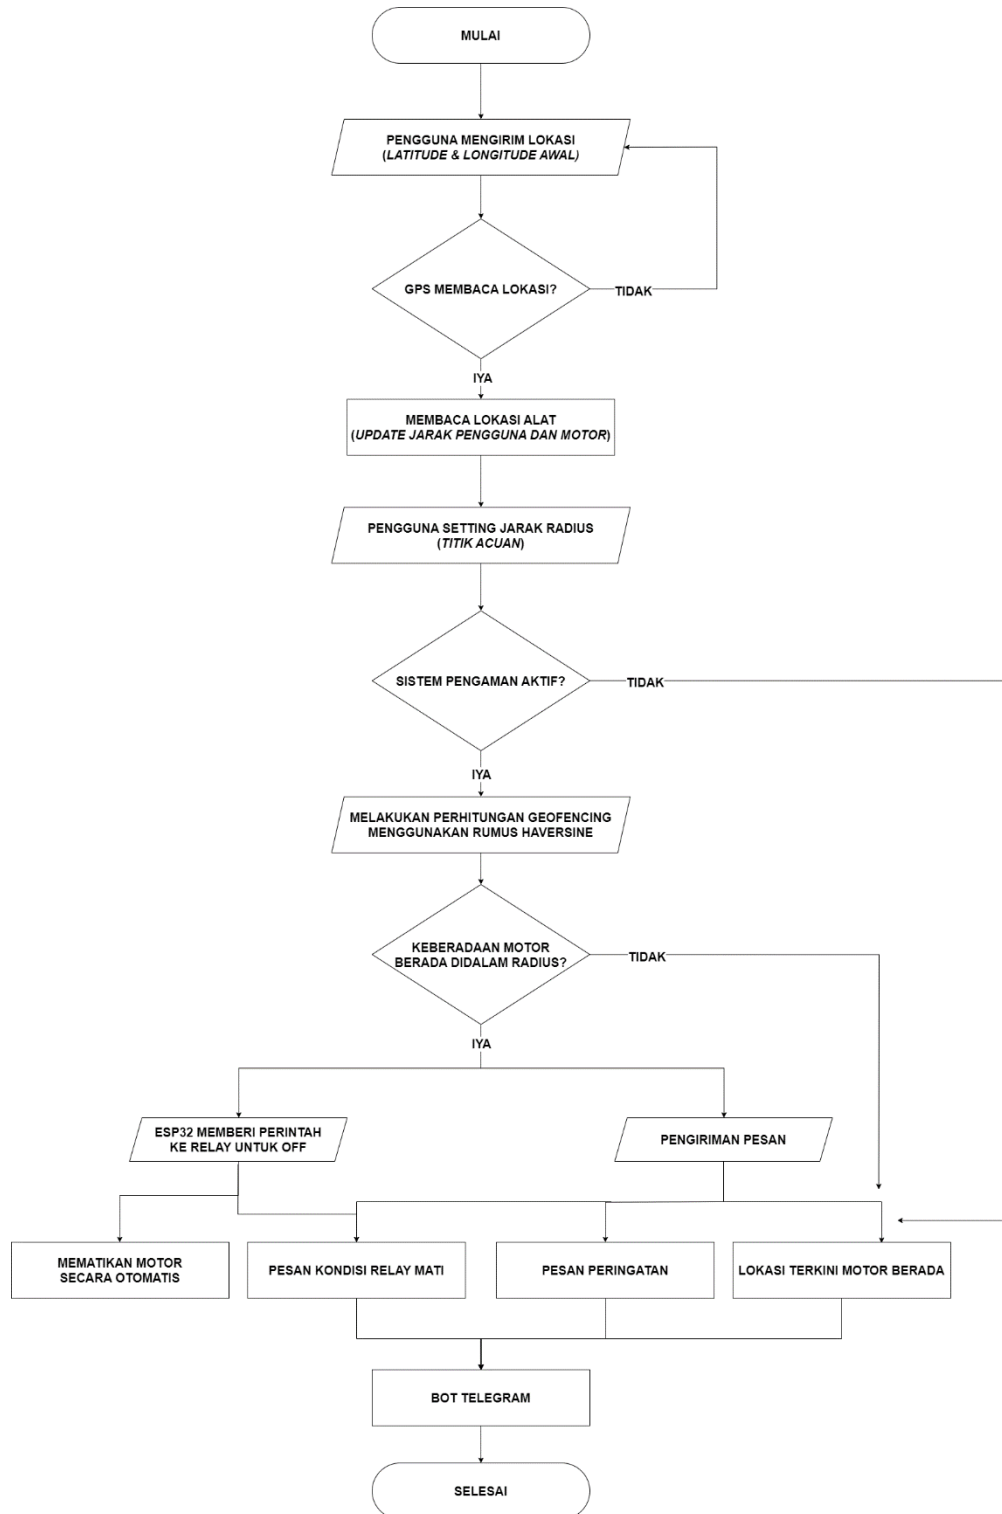 MULAI
PENGGUNA MENGIRIM LOKASI
(LATITUDE & LONGITUDE AWAL)
GPS MEMBACA LOKASI?
TIDAK
IYA
MEMBACA LOKASI ALAT
(UPDATE JARAK PENGGUNA DAN MOTOR)
PENGGUNA SETTING JARAK RADIUS
(TITIK ACUAN)
SISTEM PENGAMAN AKTIF?
TIDAK
IYA
MELAKUKAN PERHITUNGAN GEOFENCING
MENGGUNAKAN RUMUS HAVERSINE
KEBERADAAN MOTOR
BERADA DIDALAM RADIUS?
TIDAK
IYA
ESP32 MEMBERI PERINTAH
KE RELAY UNTUK OFF
PENGIRIMAN PESAN
MEMATIKAN MOTOR
SECARA OTOMATIS
PESAN KONDISI RELAY MATI
PESAN PERINGATAN
LOKASI TERKINI MOTOR BERADA
BOT TELEGRAM
SELESAI